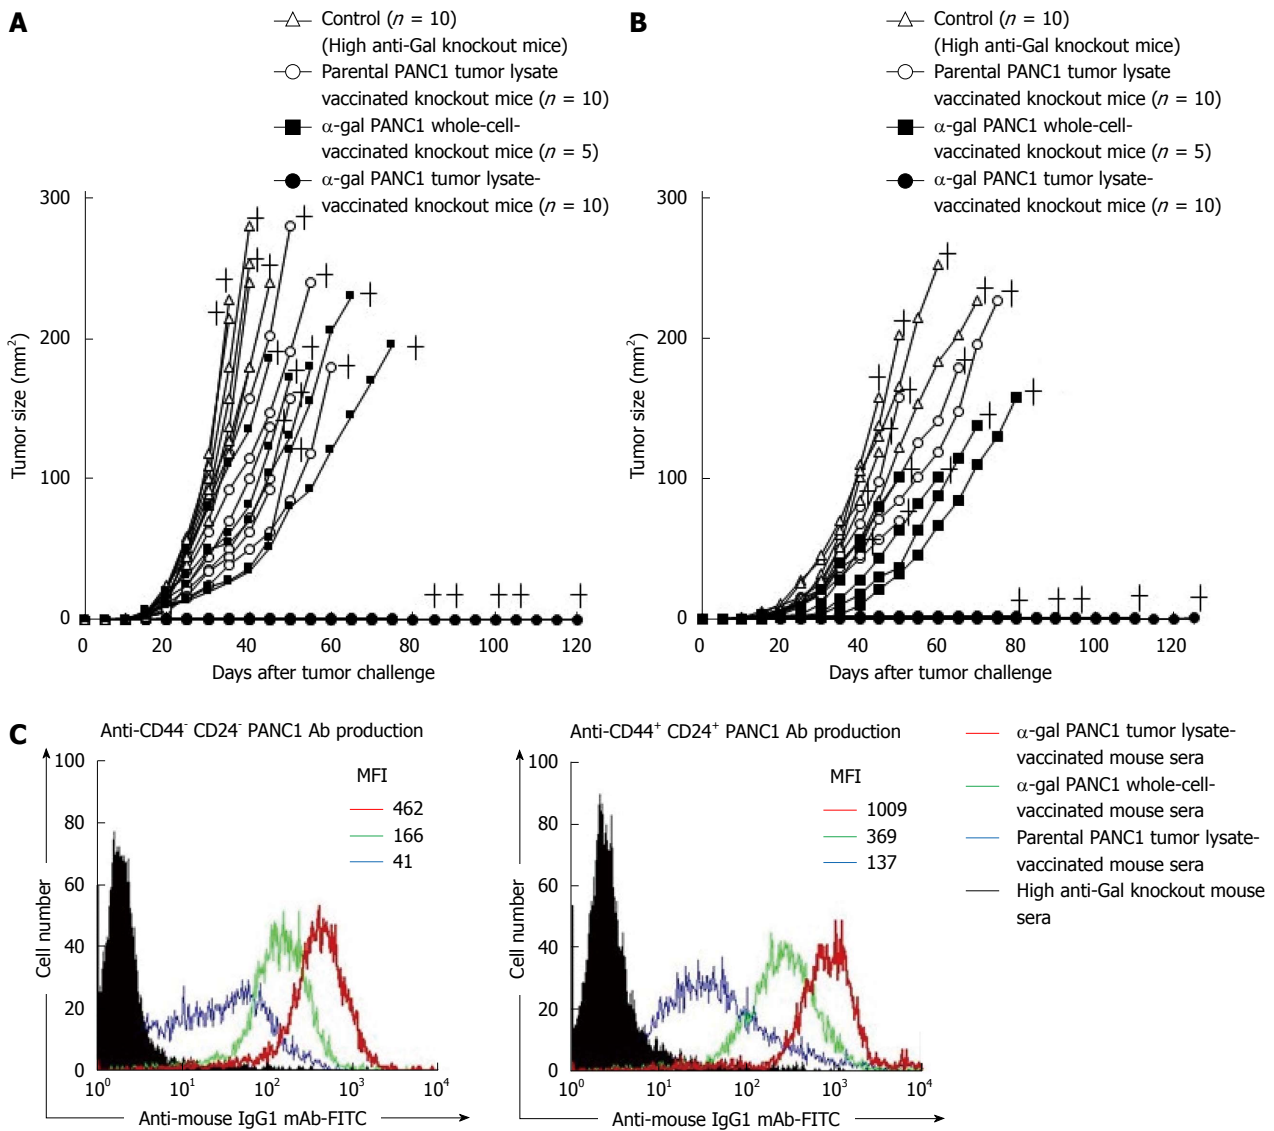 A
Control (n = 10)
(High anti-Gal knockout mice)
Parental PANC1 tumor lysate
vaccinated knockout mice (n = 10)
α-gal PANC1 whole-cell-
vaccinated knockout mice (n = 5)
α-gal PANC1 tumor lysate-
vaccinated knockout mice (n = 10)
300
200
100
0
Tumor size (mm²)
0 20 40 60 80 100 120
Days after tumor challenge
B
Control (n = 10)
(High anti-Gal knockout mice)
Parental PANC1 tumor lysate
vaccinated knockout mice (n = 10)
α-gal PANC1 whole-cell-
vaccinated knockout mice (n = 5)
α-gal PANC1 tumor lysate-
vaccinated knockout mice (n = 10)
300
200
100
0
Tumor size (mm²)
0 20 40 60 80 100 120
Days after tumor challenge
C
Anti-CD44⁻ CD24⁻ PANC1 Ab production
MFI
462
166
41
100
80
60
40
20
0
Cell number
10⁰ 10¹ 10² 10³ 10⁴
Anti-mouse IgG1 mAb-FITC
Anti-CD44⁺ CD24⁺ PANC1 Ab production
MFI
1009
369
137
100
80
60
40
20
0
Cell number
10⁰ 10¹ 10² 10³ 10⁴
Anti-mouse IgG1 mAb-FITC
α-gal PANC1 tumor lysate-
vaccinated mouse sera
α-gal PANC1 whole-cell-
vaccinated mouse sera
Parental PANC1 tumor lysate-
vaccinated mouse sera
High anti-Gal knockout mouse
sera